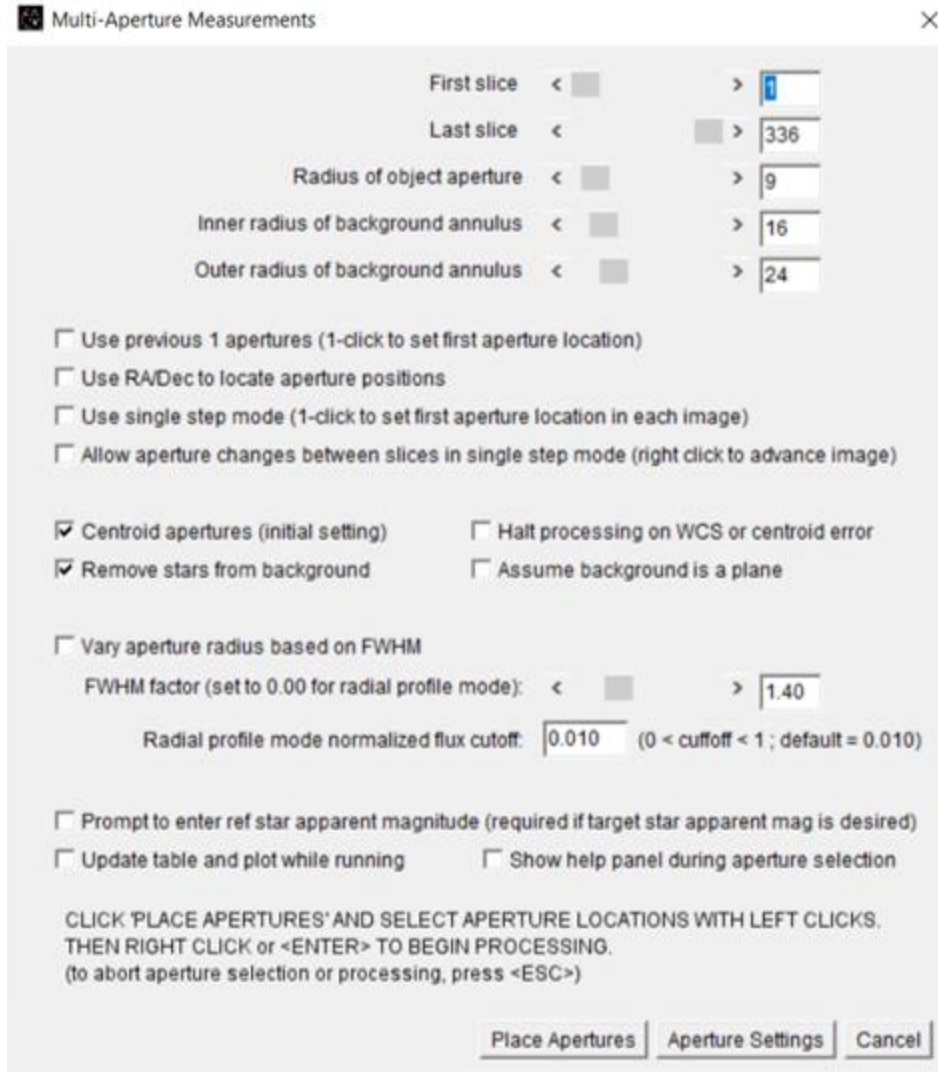 Multi-Aperture Measurements
First slice < > 1
Last slice < > 336
Radius of object aperture < > 9
Inner radius of background annulus < > 16
Outer radius of background annulus < > 24
Use previous 1 apertures (1-click to set first aperture location)
Use RA/Dec to locate aperture positions
Use single step mode (1-click to set first aperture location in each image)
Allow aperture changes between slices in single step mode (right click to advance image)
Centroid apertures (initial setting) Halt processing on WCS or centroid error
Remove stars from background Assume background is a plane
Vary aperture radius based on FWHM
FWHM factor (set to 0.00 for radial profile mode): < > 1.40
Radial profile mode normalized flux cutoff: 0.010 (0 < cuffoff < 1 ; default = 0.010)
Prompt to enter ref star apparent magnitude (required if target star apparent mag is desired)
Update table and plot while running Show help panel during aperture selection
CLICK 'PLACE APERTURES' AND SELECT APERTURE LOCATIONS WITH LEFT CLICKS.
THEN RIGHT CLICK or <ENTER> TO BEGIN PROCESSING.
(to abort aperture selection or processing, press <ESC>)
Place Apertures Aperture Settings Cancel